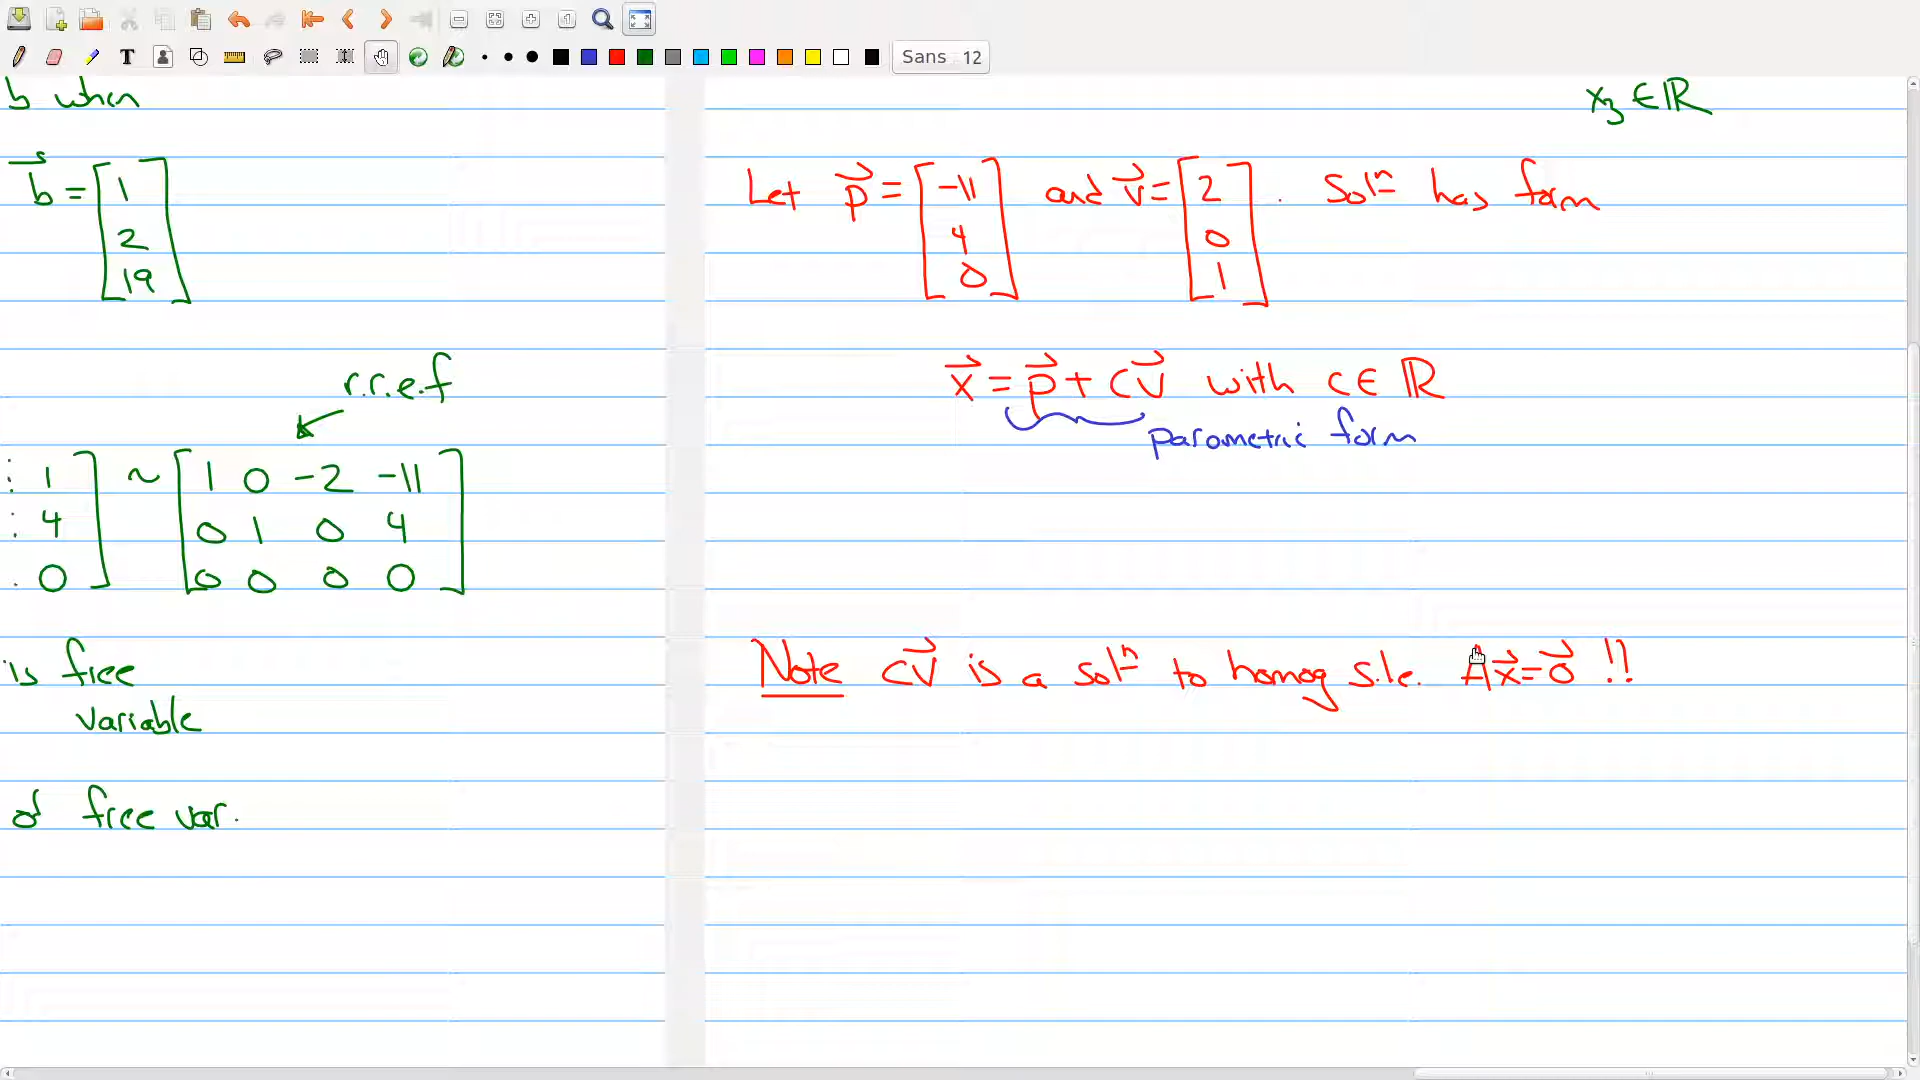 Sans 12
b when
b = [1
2
19]
r.r.e.f
1 ] ~ [ 1 0 -2 -11 ]
4 ] [ 0 1 0 4 ]
0 ] [ 0 0 0 0 ]
is free
variable
of free var.
x₃ ∈ ℝ
Let p⃗ = [-11 and v⃗ = [2 . Solⁿ has form
4 0
0] 1]
x⃗ = p⃗ + cv⃗ with c ∈ ℝ
parametric form
Note cv⃗ is a solⁿ to homog s.l.e. Ax⃗ = 0⃗ !!